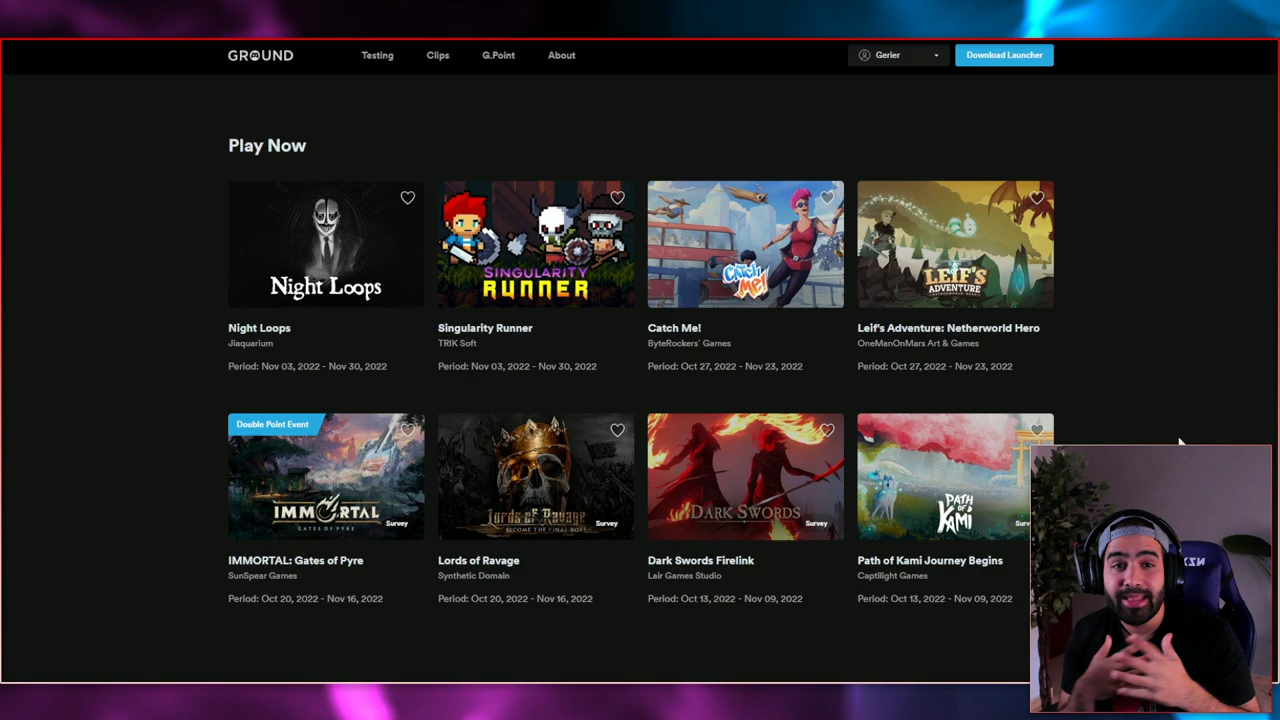 GROUND
Testing
Clips
G.Point
About
Gerier
Download Launcher
Play Now
Night Loops
SINGULARITY
RUNNER
Catch
Me!
LEIF'S
ADVENTURE
NETHERWORLD HERO
Night Loops
Singularity Runner
Catch Me!
Leif's Adventure: Netherworld Hero
Jiaquarium
TRIK Soft
ByteRockers´ Games
OneManOnMars Art & Games
Period: Nov 03, 2022 - Nov 30, 2022
Period: Nov 03, 2022 - Nov 30, 2022
Period: Oct 27, 2022 - Nov 23, 2022
Period: Oct 27, 2022 - Nov 23, 2022
Double Point Event
IMMORTAL
GATES OF PYRE
Survey
Lords of Ravage
BECOME THE FINAL BOSS
Survey
DARK SWORDS
Survey
PATH
OF
KAMI
Surv
IMMORTAL: Gates of Pyre
Lords of Ravage
Dark Swords Firelink
Path of Kami Journey Begins
SunSpear Games
Synthetic Domain
Lair Games Studio
Captilight Games
Period: Oct 20, 2022 - Nov 16, 2022
Period: Oct 20, 2022 - Nov 16, 2022
Period: Oct 13, 2022 - Nov 09, 2022
Period: Oct 13, 2022 - Nov 09, 2022